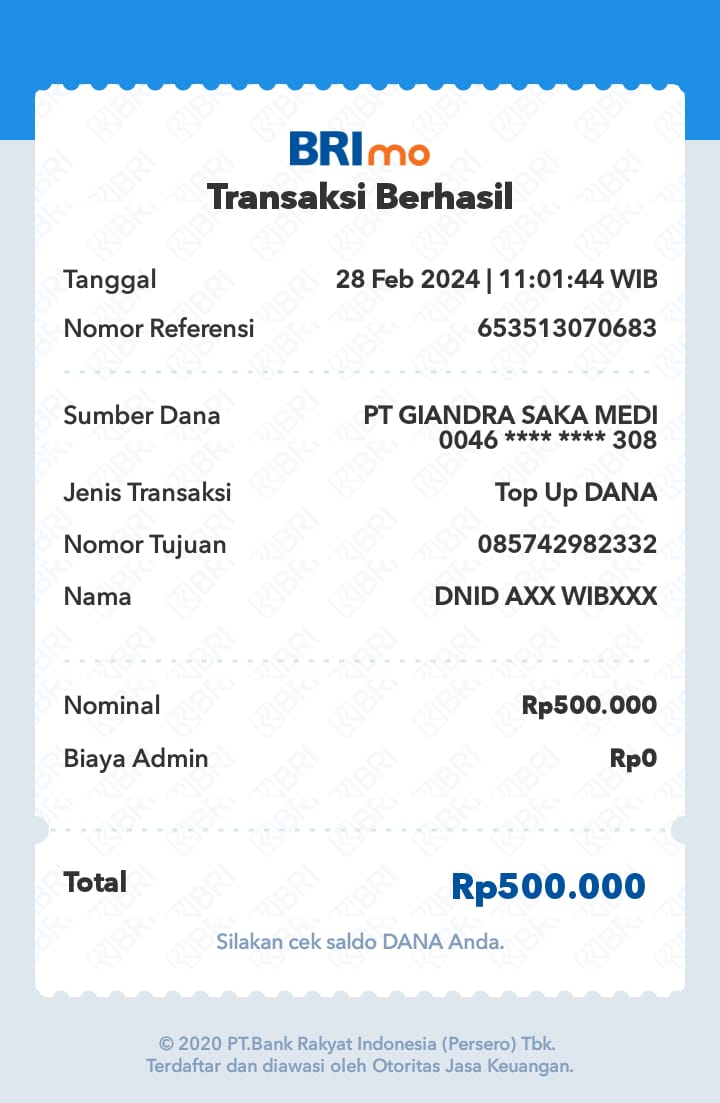 BRImo
Transaksi Berhasil
Tanggal 28 Feb 2024 | 11:01:44 WIB
Nomor Referensi 653513070683
Sumber Dana PT GIANDRA SAKA MEDI
0046 **** **** 308
Jenis Transaksi Top Up DANA
Nomor Tujuan 085742982332
Nama DNID AXX WIBXXX
Nominal Rp500.000
Biaya Admin Rp0
Total Rp500.000
Silakan cek saldo DANA Anda.
© 2020 PT.Bank Rakyat Indonesia (Persero) Tbk.
Terdaftar dan diawasi oleh Otoritas Jasa Keuangan.